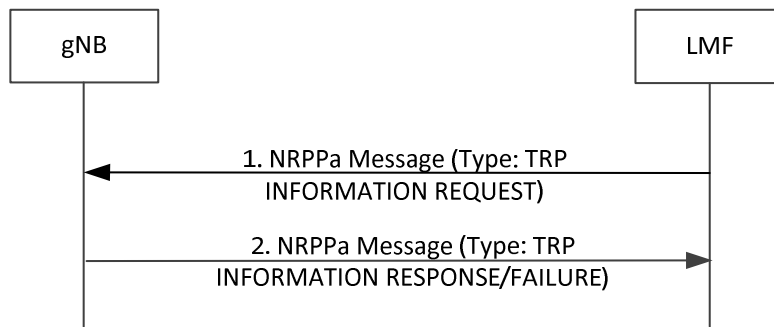 gNB
LMF
1. NRPPa Message (Type: TRP
INFORMATION REQUEST)
2. NRPPa Message (Type: TRP
INFORMATION RESPONSE/FAILURE)